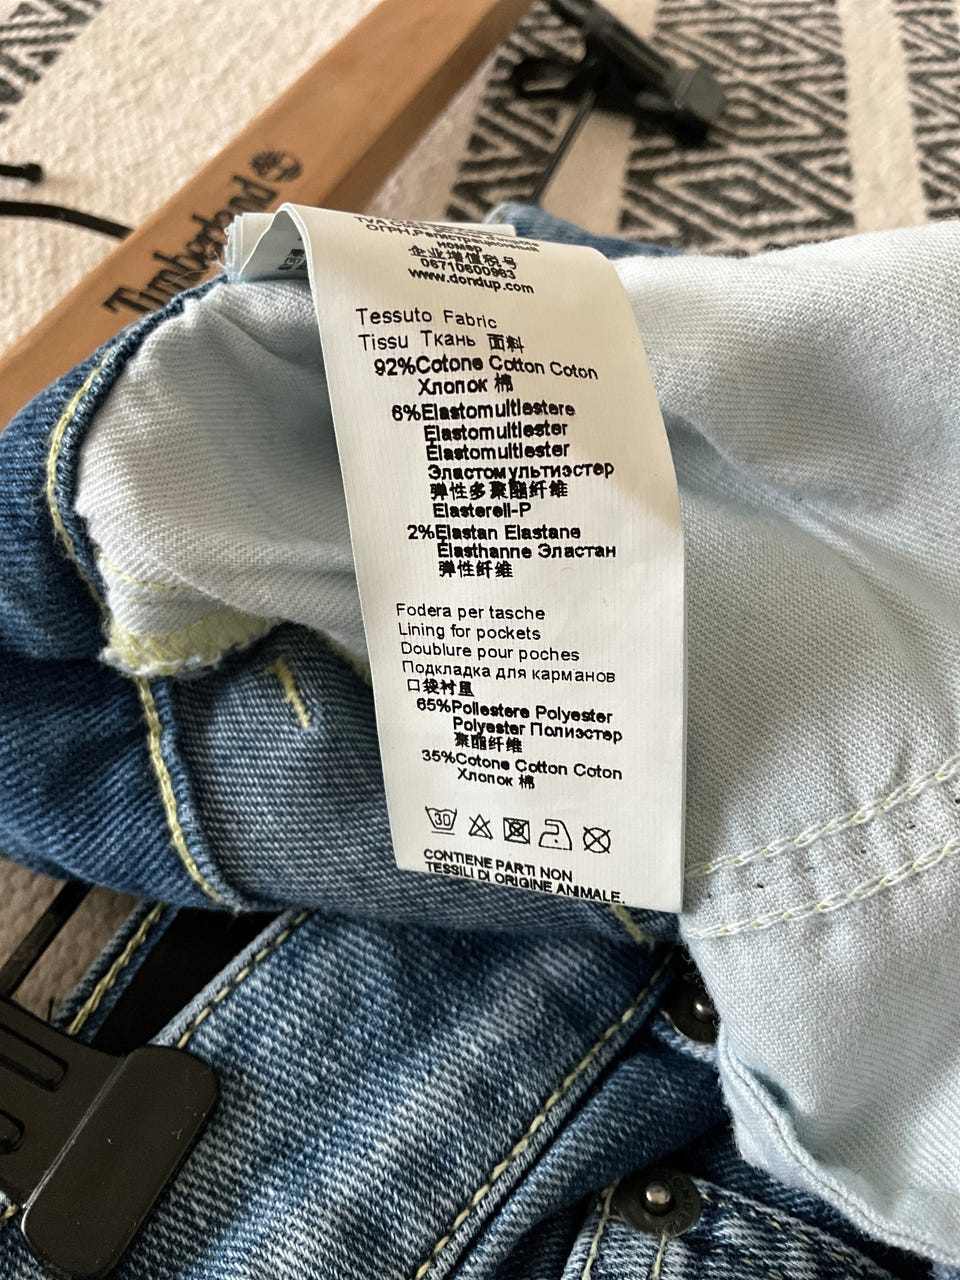 Timberland
ОГРН,Регистрационный
номер
企业增值税号
06710600963
www.dondup.com
Tessuto Fabric
Tissu Ткань 面料
92%Cotone Cotton Coton
Хлопок 棉
6%Elastomultiestere
Elastomultiester
Elastomultiester
Эластомультиэстер
弹性多聚酯纤维
Elasterell-P
2%Elastan Elastane
Elasthanne Эластан
弹性纤维
Fodera per tasche
Lining for pockets
Doublure pour poches
Подкладка для карманов
口袋衬里
65%Poliestere Polyester
Polyester Полиэстер
聚酯纤维
35%Cotone Cotton Coton
Хлопок 棉
30
CONTIENE PARTI NON
TESSILI DI ORIGINE ANIMALE.